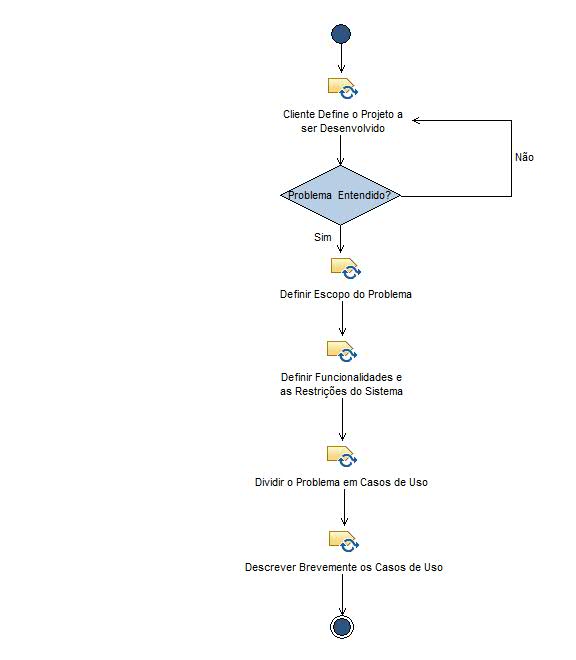 Cliente Define o Projeto a
ser Desenvolvido
Não
Problema Entendido?
Sim
Definir Escopo do Problema
Definir Funcionalidades e
as Restrições do Sistema
Dividir o Problema em Casos de Uso
Descrever Brevemente os Casos de Uso